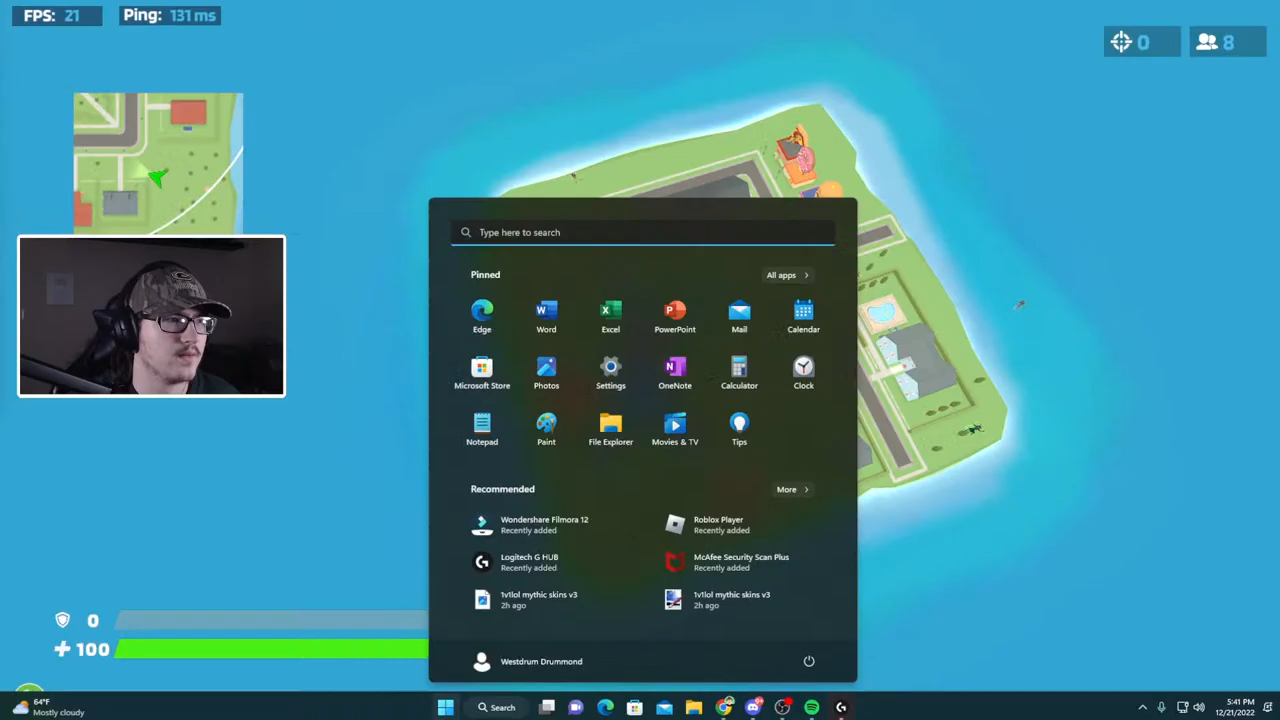 FPS: 21
Ping: 131 ms
0
8
Type here to search
Pinned
All apps
Edge
Word
Excel
PowerPoint
Mail
Calendar
Microsoft Store
Photos
Settings
OneNote
Calculator
Clock
Notepad
Paint
File Explorer
Movies & TV
Tips
Recommended
More
Wondershare Filmora 12
Recently added
Roblox Player
Recently added
Logitech G HUB
Recently added
McAfee Security Scan Plus
Recently added
1v1lol mythic skins v3
2h ago
1v1lol mythic skins v3
2h ago
0
100
Westdrum Drummond
64°F
Mostly cloudy
Search
5:41 PM
12/21/2022